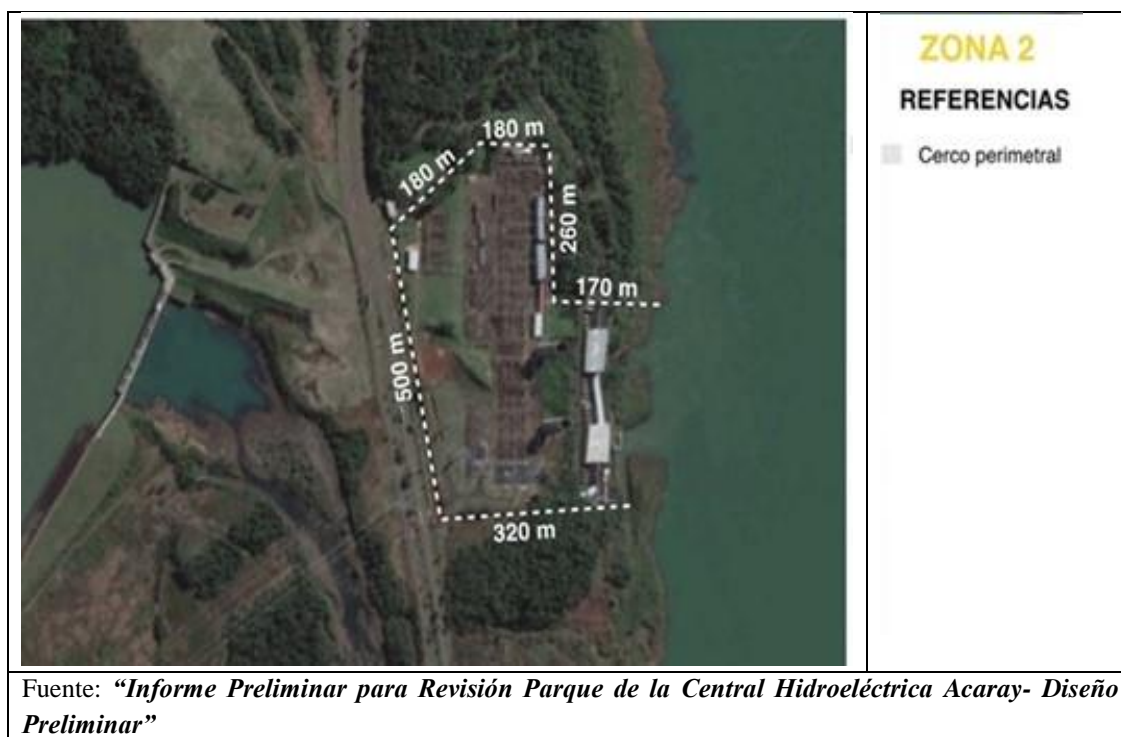 180 m
180 m
260 m
170 m
500 m
320 m
ZONA 2
REFERENCIAS
Cerco perimetral
Fuente: “Informe Preliminar para Revisión Parque de la Central Hidroeléctrica Acaray- Diseño
Preliminar”